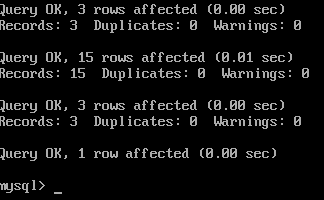 Query OK, 3 rows affected (0.00 sec)
Records: 3  Duplicates: 0  Warnings: 0
Query OK, 15 rows affected (0.01 sec)
Records: 15  Duplicates: 0  Warnings: 0
Query OK, 3 rows affected (0.00 sec)
Records: 3  Duplicates: 0  Warnings: 0
Query OK, 1 row affected (0.00 sec)
mysql> _